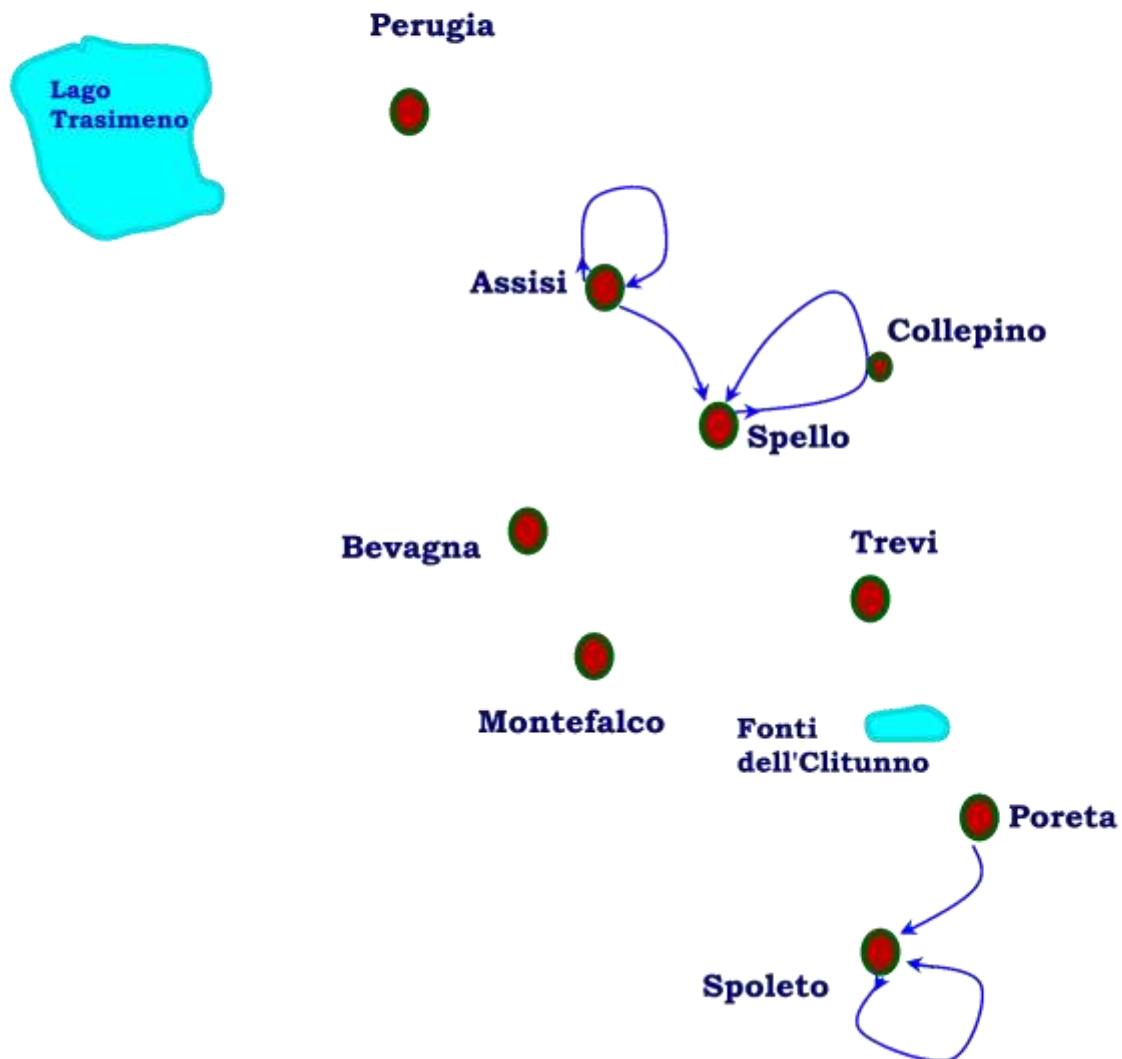 Perugia
Lago
Trasimeno
Assisi
Collepino
Spello
Bevagna
Trevi
Montefalco
Fonti
dell'Clitunno
Poreta
Spoleto